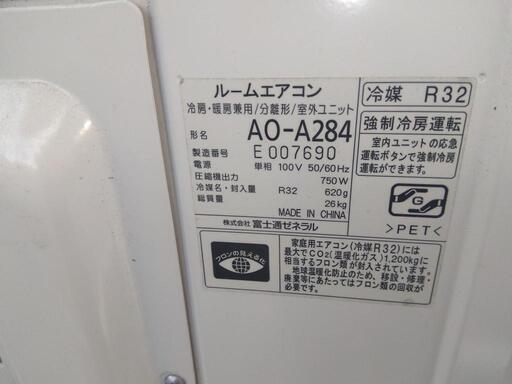 ルームエアコン
冷房・暖房兼用/分離形/室外ユニット
形名 AO-A284
製造番号 E 007690
電源 単相 100V 50/60Hz
圧縮機出力 750W
冷媒名・封入量 R32 620g
総質量 26kg
MADE IN CHINA
株式会社 富士通ゼネラル
冷媒 R32
強制冷房運転
室内ユニットの応急
運転ボタンで強制冷房
運転ができます。
G
>PET<
フロンの見える化
家庭用エアコン(冷媒R32)には
最大でCO2(温暖化ガス)1,200kgに
相当するフロン類が封入されています。
地球温暖化防止のため、移設・修理・
廃棄等にあたってはフロン類の回収が
必要です。